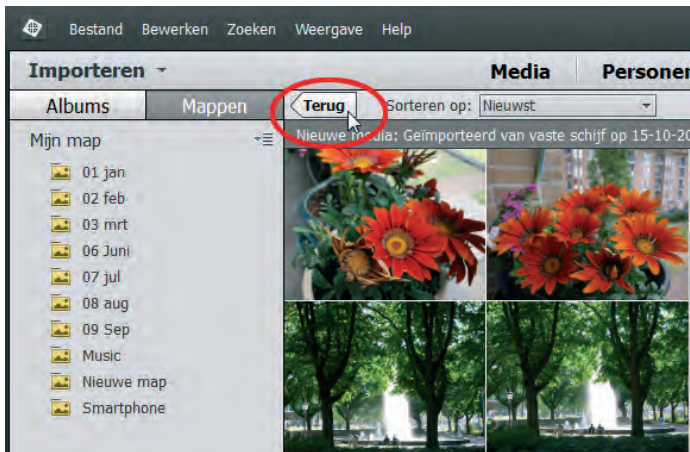 Bestand Bewerken Zoeken Weergave Help
Importeren Media
Albums Mappen Terug Sorteren op: Nieuwst
Mijn map Nieuwe media: Geïmporteerd van vaste schijf op 15-10-20
01 jan
02 feb
03 mrt
06 Juni
07 jul
08 aug
09 Sep
Music
Nieuwe map
Smartphone